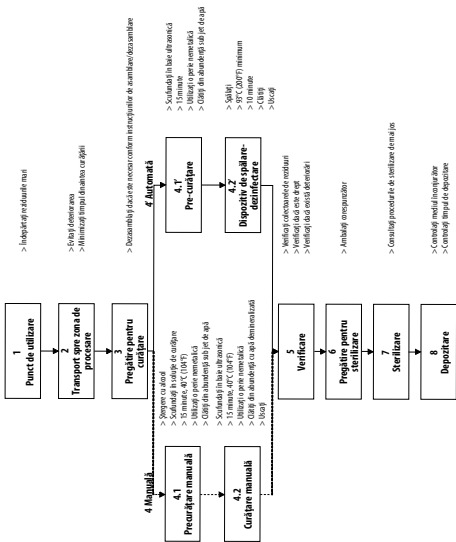 1
Punct de utilizare
> Îndepărtați reziduurile mari
2
Transport spre zona de
procesare
> Evitați deteriorarea
> Minimizați timpul dinaintea curățării
3
Pregătire pentru
curățare
> Dezasamblați dacă este necesar conform instrucțiunilor de asamblare/dezasamblare
4 Manuală
4.1
Precurățare manuală
> Ștergere cu alcool
> Scufundați în soluție de curățare
> 15 minute, 40°C (104°F)
> Utilizați o perie nemetalică
> Clătiți din abundență sub jet de apă
4.2
Curățare manuală
> Scufundați în baie ultrasonică
> 15 minute, 40°C (104°F)
> Utilizați o perie nemetalică
> Clătiți din abundență cu apă demineralizată
> Uscați
4' Automată
4.1'
Pre-curățare
> Scufundați în baie ultrasonică
> 15 minute
> Utilizați o perie nemetalică
> Clătiți din abundență sub jet de apă
4.2'
Dispozitiv de spălare-
dezinfectare
> Spălați
> 93°C (200°F) minimum
> 10 minute
> Clătiți
> Uscați
5
Verificare
> Verificați colectoarele de reziduuri
> Verificați dacă este drept
> Verificați dacă există deteriorări
6
Pregătire pentru
sterilizare
> Ambalați corespunzător
7
Sterilizare
> Consultați procedurile de sterilizare de mai jos
8
Depozitare
> Controlați mediul înconjurător
> Controlați timpul de depozitare